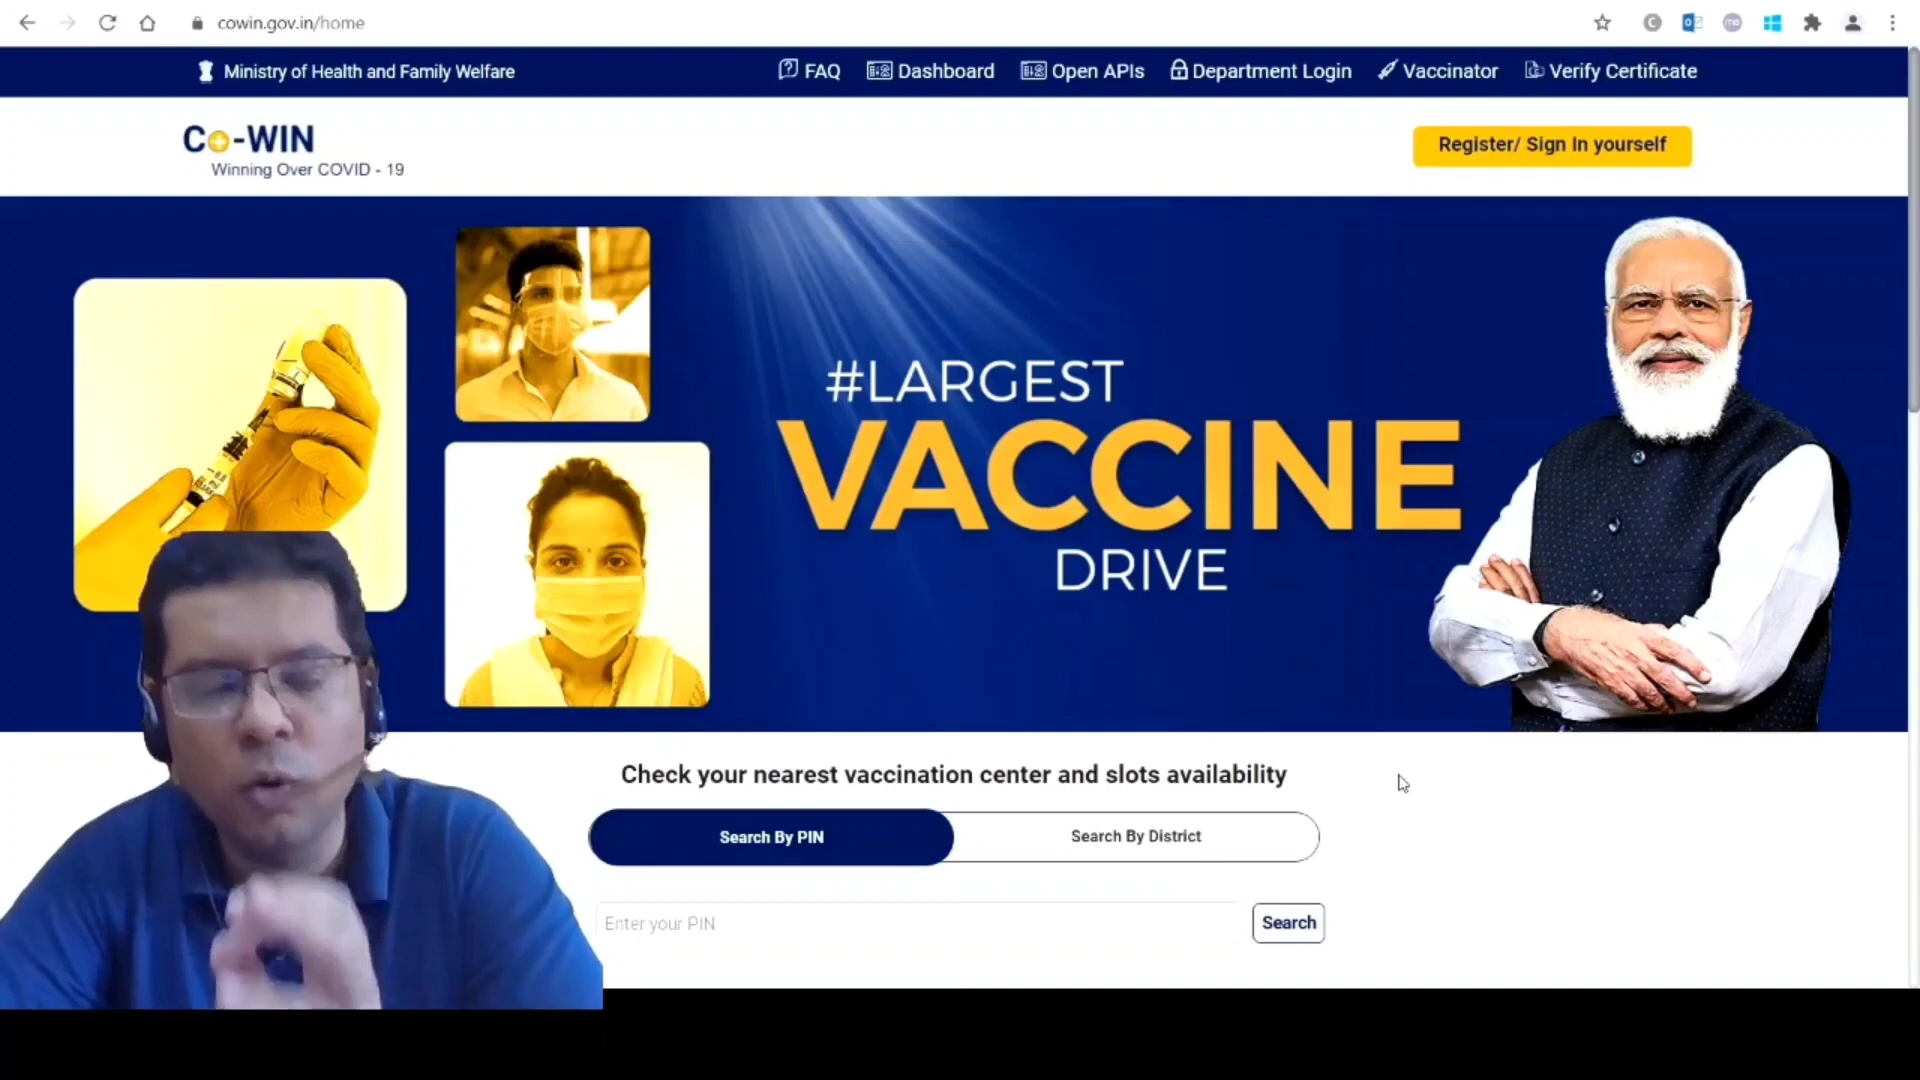 cowin.gov.in/home
Ministry of Health and Family Welfare
FAQ
Dashboard
Open APIs
Department Login
Vaccinator
Verify Certificate
Co-WIN
Winning Over COVID - 19
Register/ Sign In yourself
#LARGEST
VACCINE
DRIVE
Check your nearest vaccination center and slots availability
Search By PIN
Search By District
Enter your PIN
Search